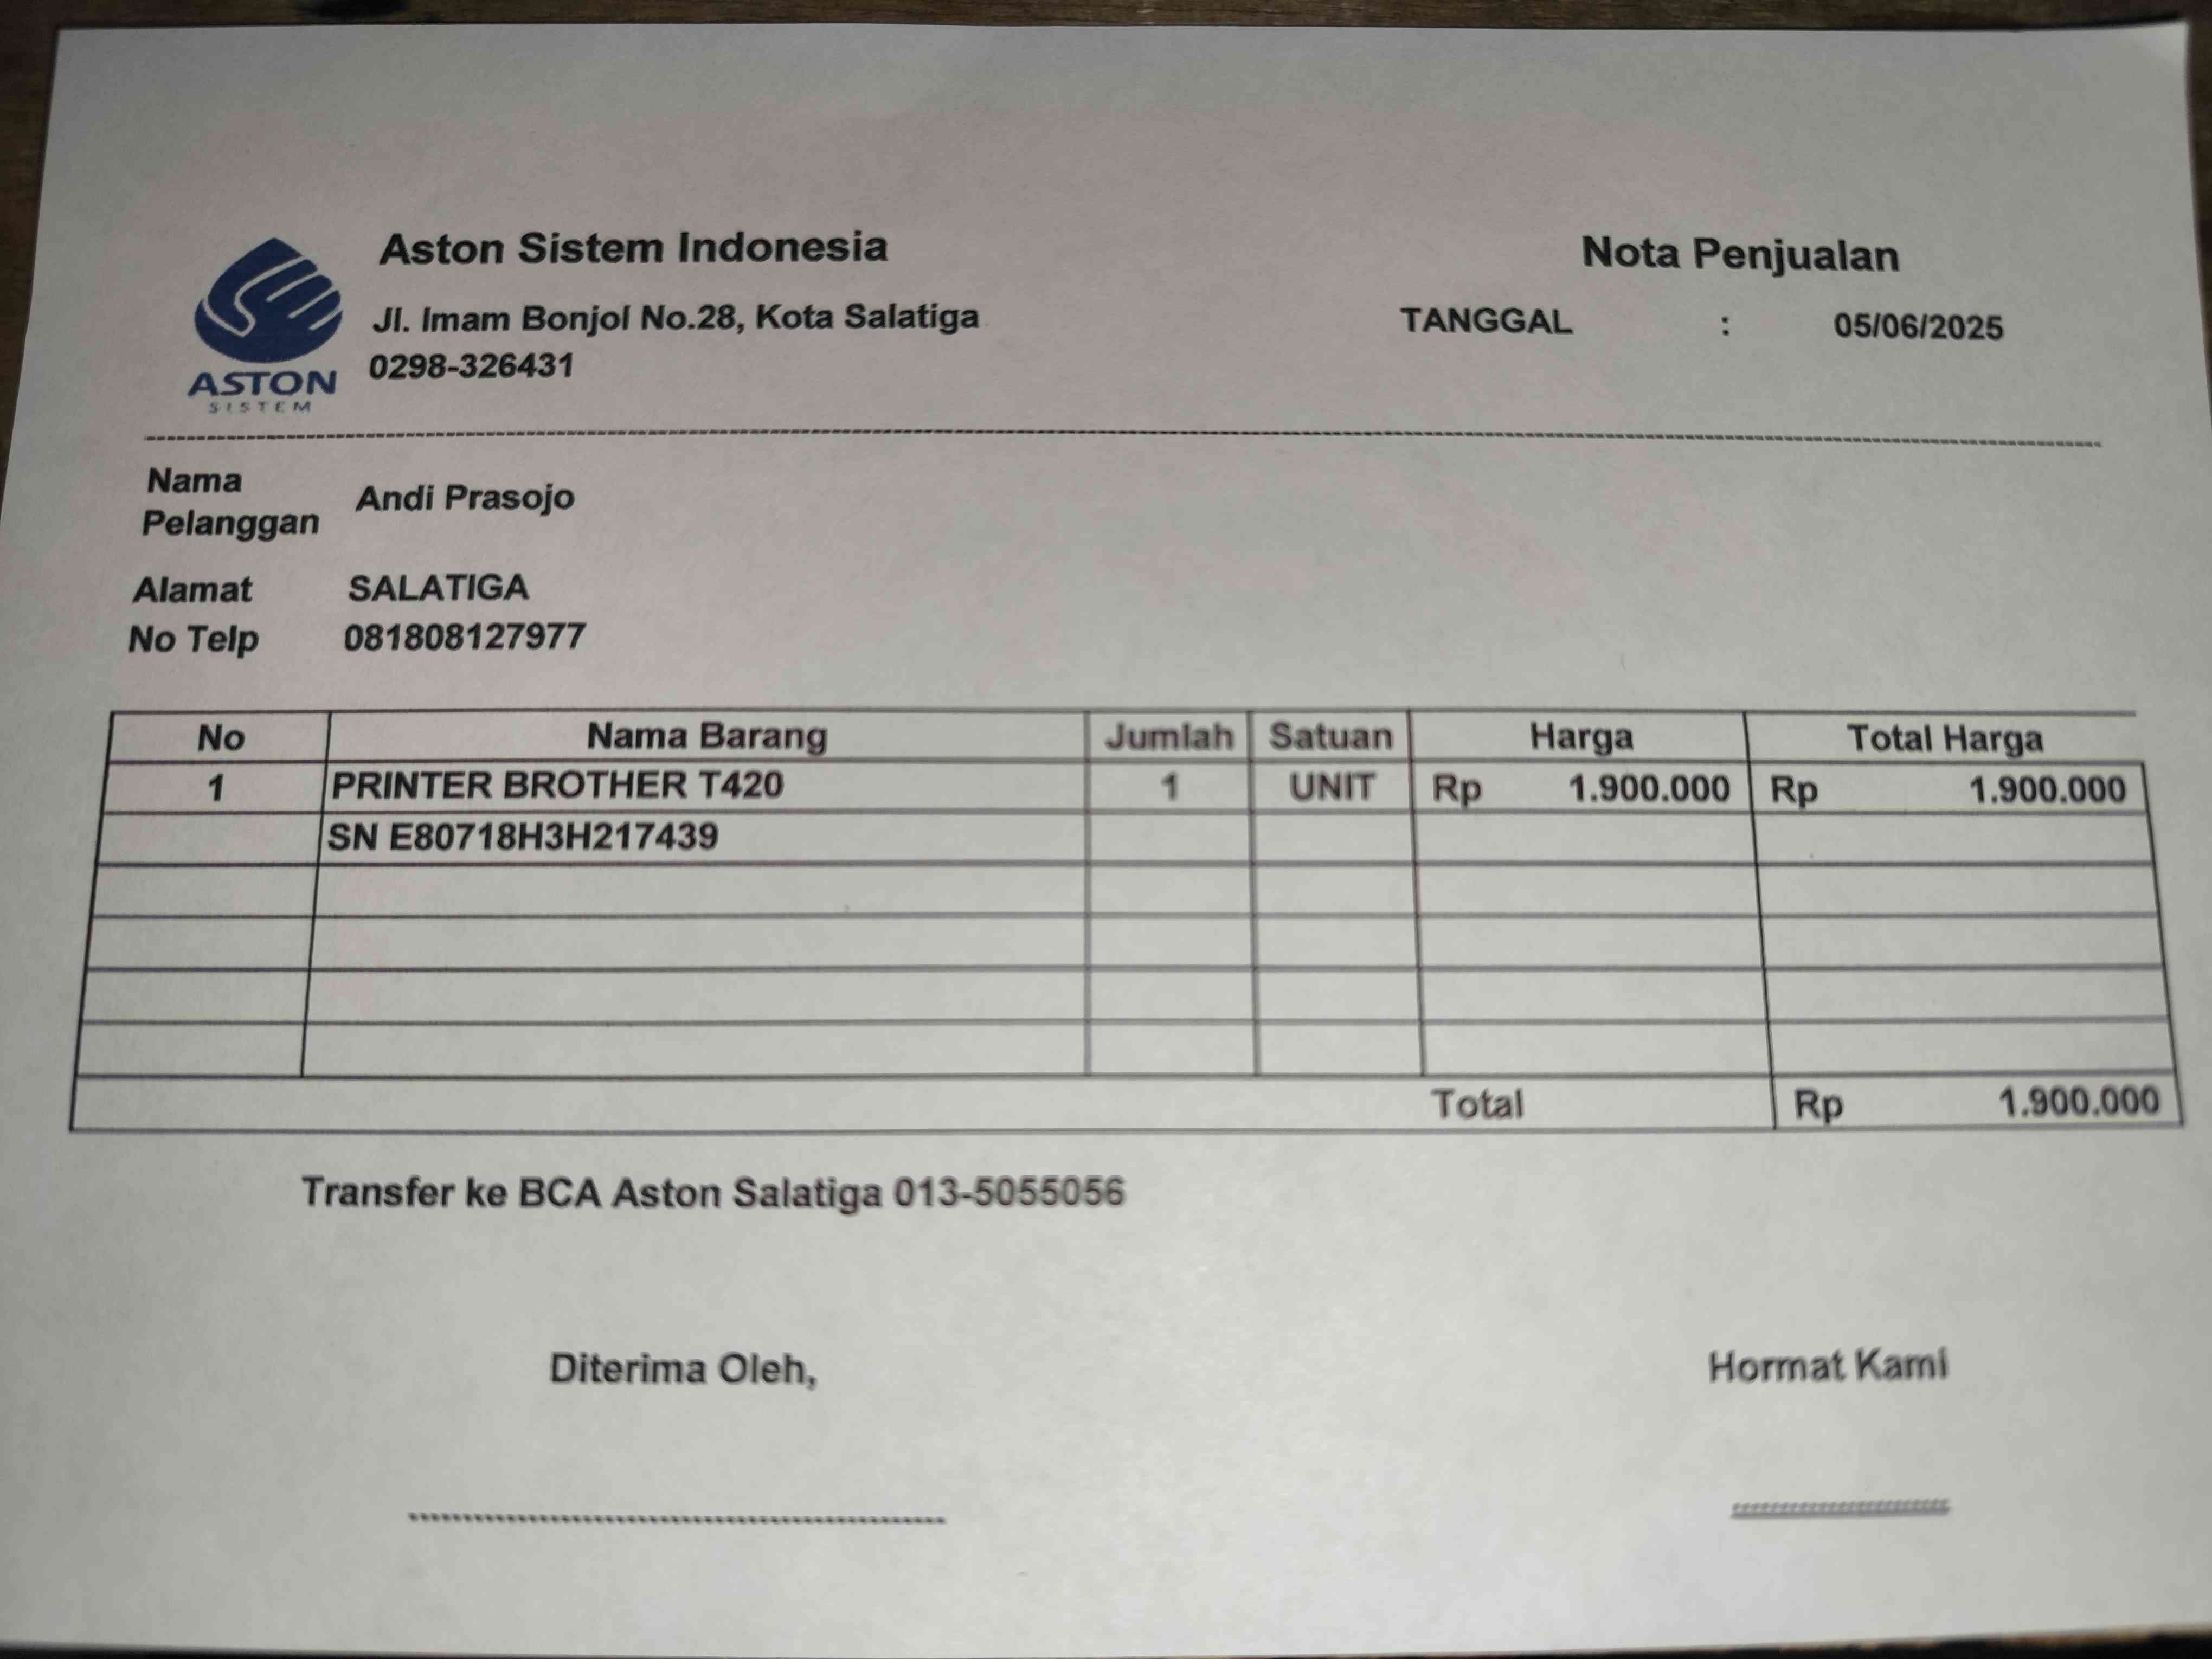 Aston Sistem Indonesia
Jl. Imam Bonjol No.28, Kota Salatiga
0298-326431
ASTON
SISTEM
Nota Penjualan
TANGGAL : 05/06/2025
Nama Pelanggan Andi Prasojo
Alamat SALATIGA
No Telp 081808127977
No Nama Barang Jumlah Satuan Harga Total Harga
1 PRINTER BROTHER T420 1 UNIT Rp 1.900.000 Rp 1.900.000
SN E80718H3H217439
Total Rp 1.900.000
Transfer ke BCA Aston Salatiga 013-5055056
Diterima Oleh, Hormat Kami